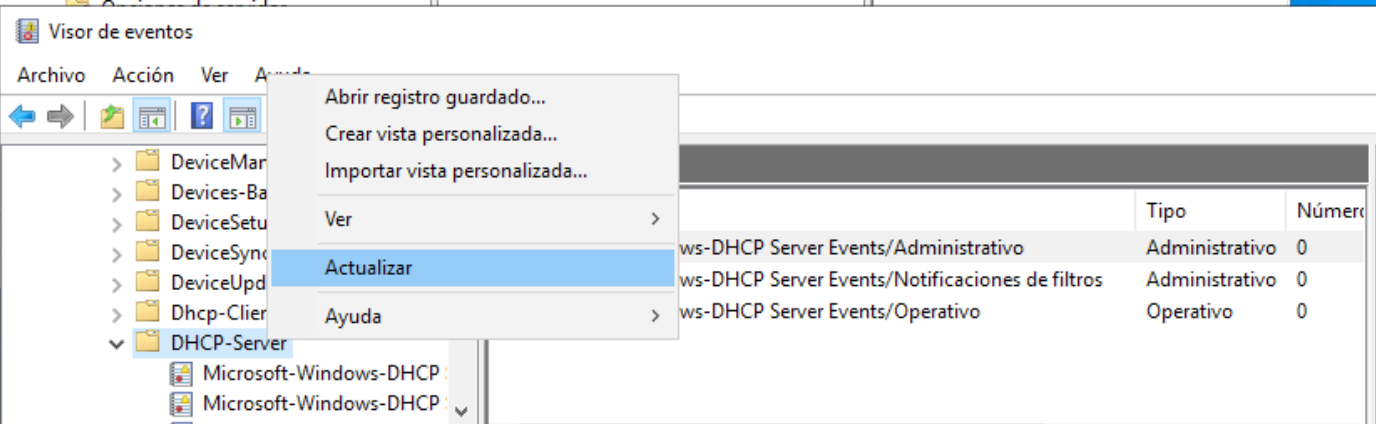 Visor de eventos
Archivo Acción Ver
Abrir registro guardado...
Crear vista personalizada...
Importar vista personalizada...
Ver
Actualizar
Ayuda
DeviceMan
Devices-Ba
DeviceSetu
DeviceSync
DeviceUpd
Dhcp-Clien
DHCP-Server
Microsoft-Windows-DHCP
Microsoft-Windows-DHCP
Tipo Número
ws-DHCP Server Events/Administrativo Administrativo 0
ws-DHCP Server Events/Notificaciones de filtros Administrativo 0
ws-DHCP Server Events/Operativo Operativo 0